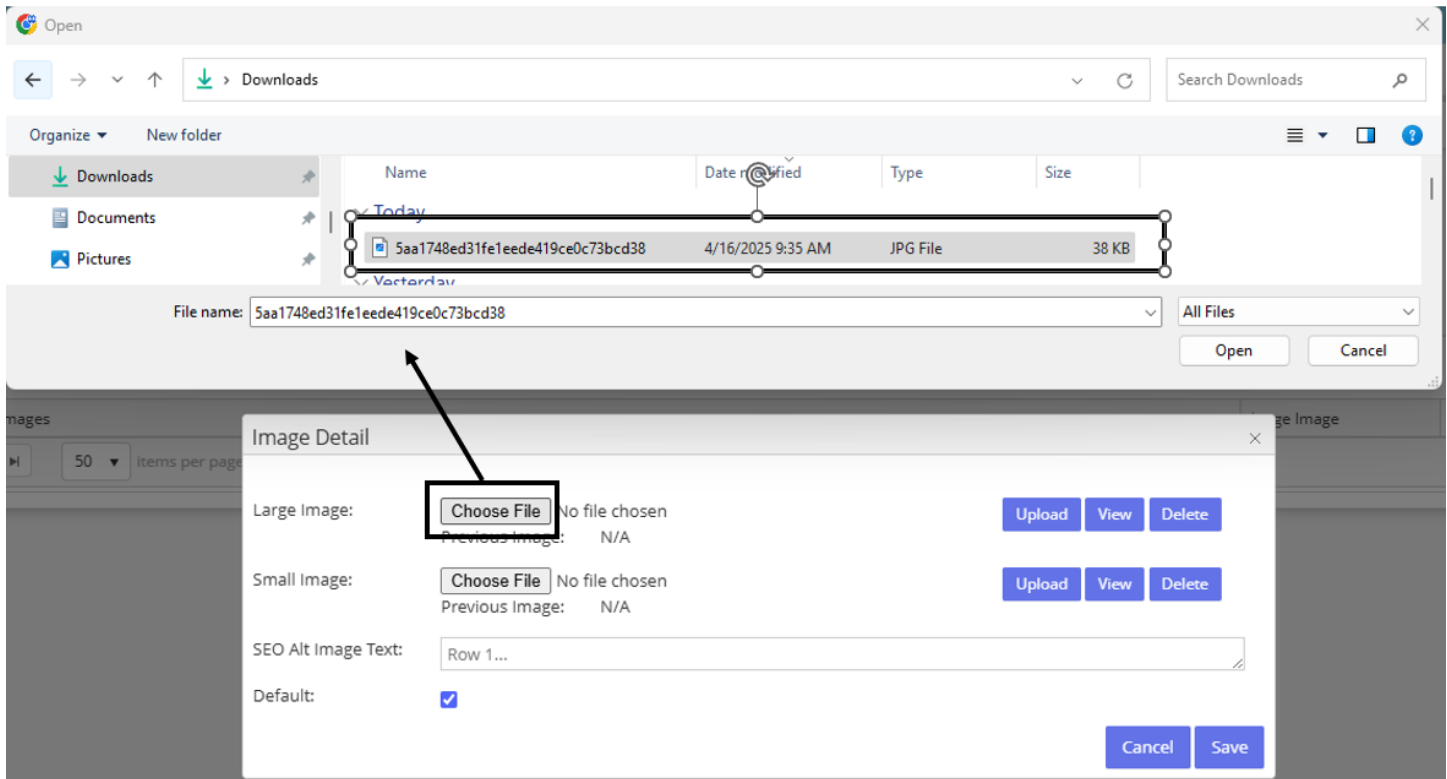 Open
Downloads
Search Downloads
Organize
New folder
Downloads
Documents
Pictures
Name Date modified Type Size
Today
5aa1748ed31fe1eede419ce0c73bcd38 4/16/2025 9:35 AM JPG File 38 KB
Yesterday
File name: 5aa1748ed31fe1eede419ce0c73bcd38 All Files
Open Cancel
mages ge Image
50 items per page
Image Detail
Large Image: Choose File No file chosen Upload View Delete
Previous Image: N/A
Small Image: Choose File No file chosen Upload View Delete
Previous Image: N/A
SEO Alt Image Text: Row 1...
Default:
Cancel Save